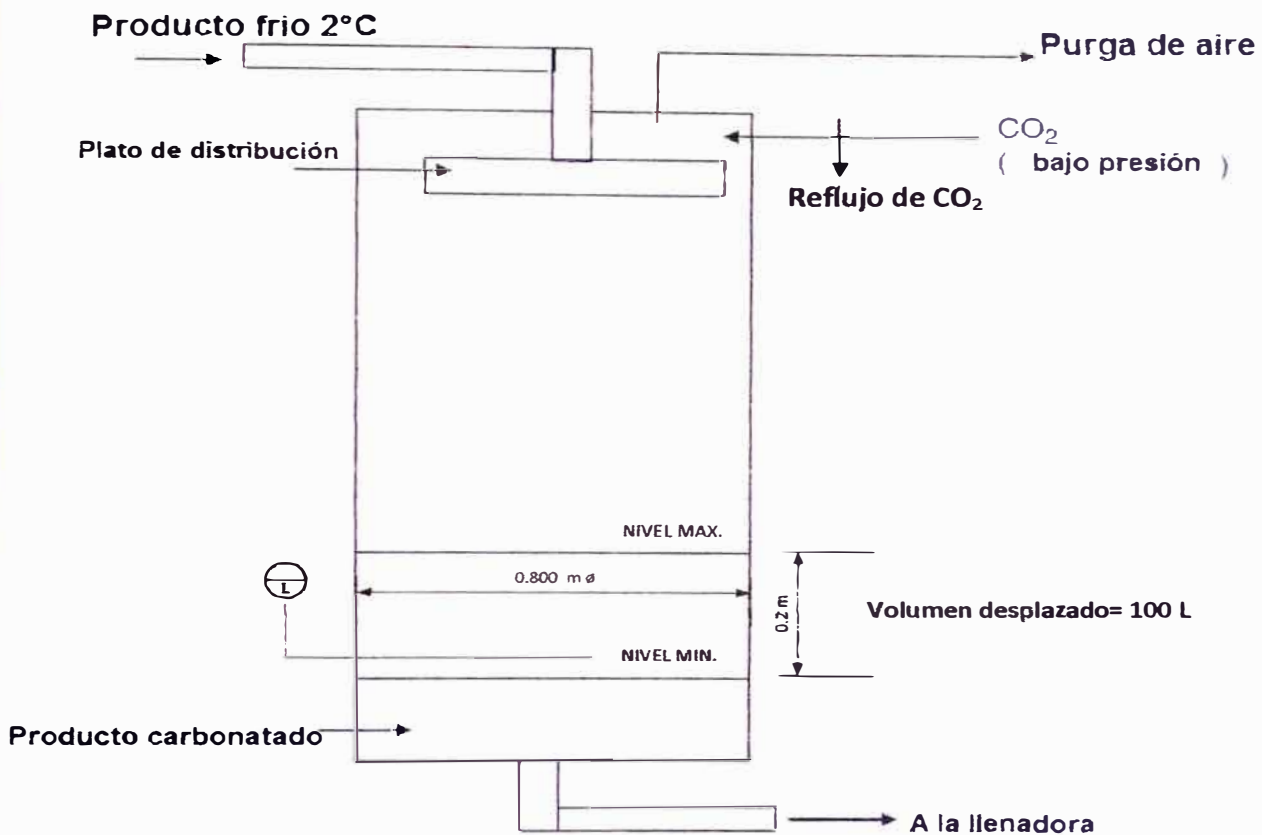 Producto frio 2°C
Purga de aire
CO₂
( bajo presión )
Plato de distribución
Reflujo de CO₂
NIVEL MAX.
0.800 m ø
L
0.2 m
Volumen desplazado= 100 L
NIVEL MIN.
Producto carbonatado
A la llenadora